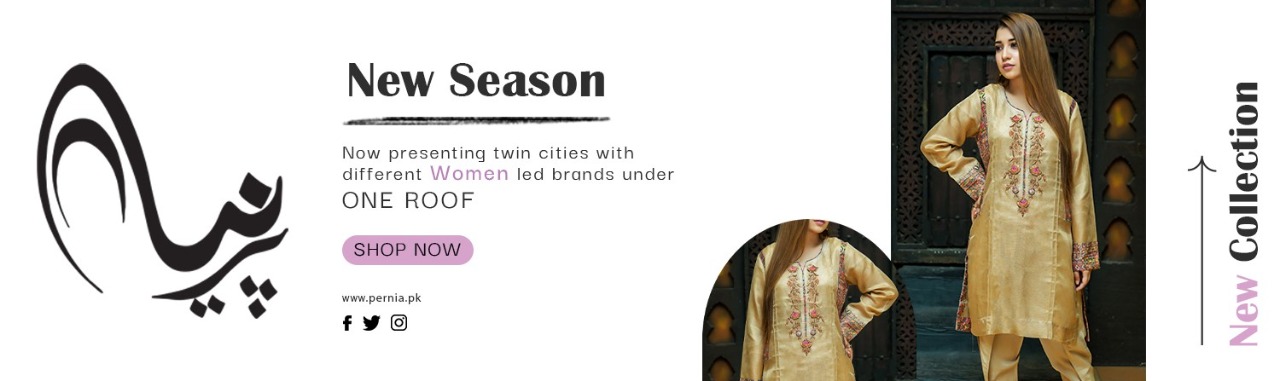 پرنیا
New Season
Now presenting twin cities with
different Women led brands under
ONE ROOF
SHOP NOW
www.pernia.pk
New Collection